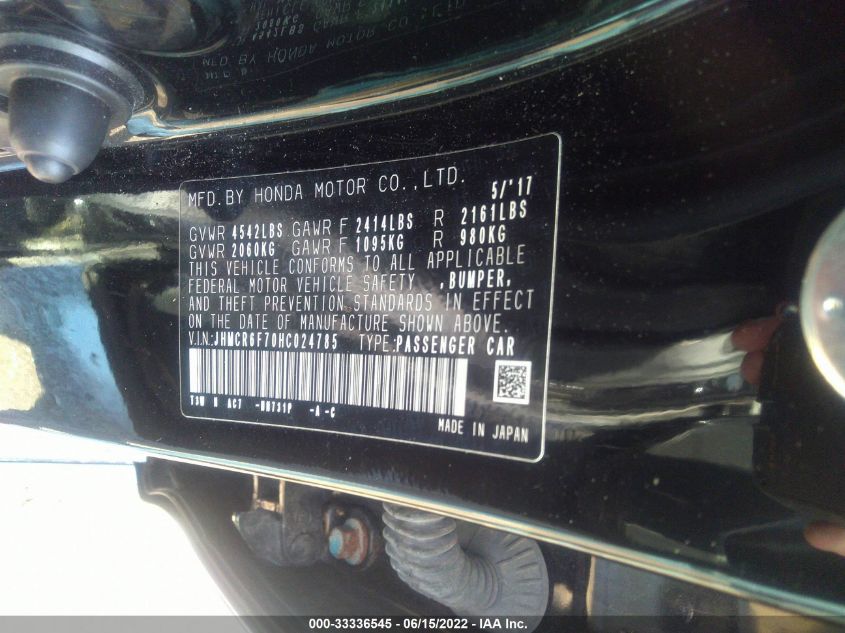 MFD. BY HONDA MOTOR CO., LTD. 5/'17
GVWR 4542LBS GAWR F 2414LBS R 2161LBS
GVWR 2060KG GAWR F 1095KG R 980KG
THIS VEHICLE CONFORMS TO ALL APPLICABLE
FEDERAL MOTOR VEHICLE SAFETY ,BUMPER,
AND THEFT PREVENTION STANDARDS IN EFFECT
ON THE DATE OF MANUFACTURE SHOWN ABOVE.
V.I.N:JHMCR6F70HC024785 TYPE:PASSENGER CAR
AC7 -A -C
MADE IN JAPAN
000-33336545 - 06/15/2022 - IAA Inc.